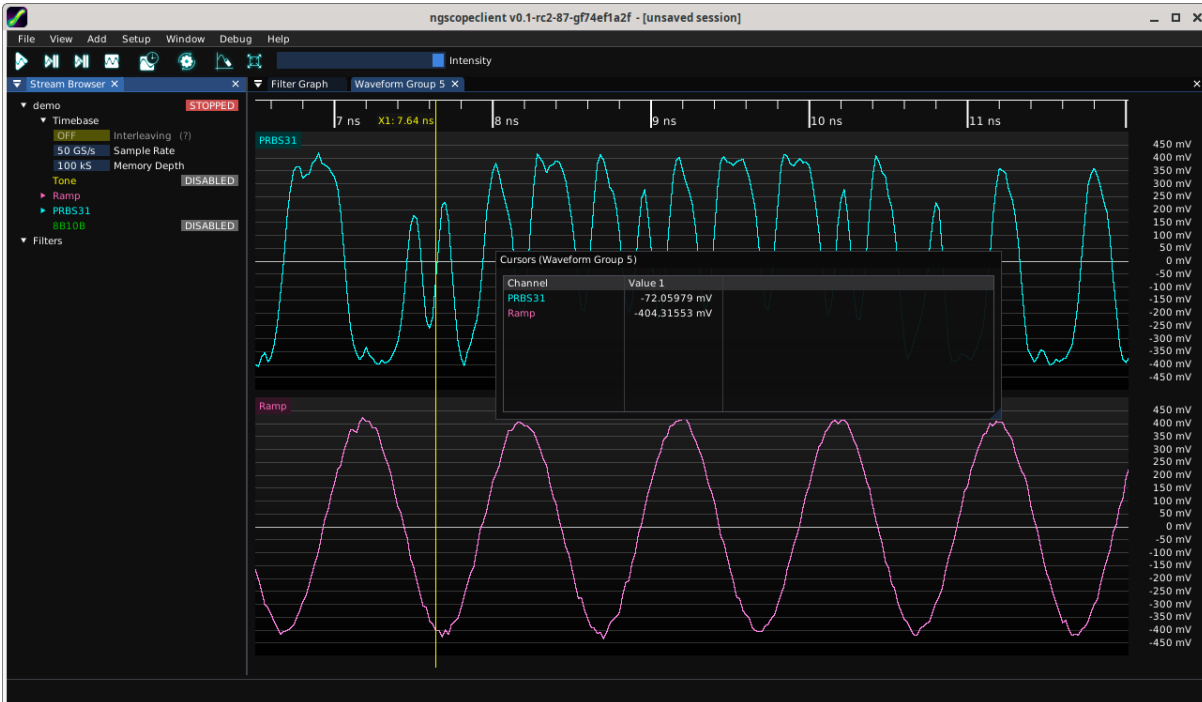 ngscopeclient v0.1-rc2-87-gf74ef1a2f - [unsaved session]
File View Add Setup Window Debug Help
Intensity
Stream Browser
demo STOPPED
Timebase
OFF Interleaving (?)
50 GS/s Sample Rate
100 kS Memory Depth
Tone DISABLED
Ramp
PRBS31
8B10B DISABLED
Filters
Filter Graph Waveform Group 5
7 ns X1: 7.64 ns 8 ns 9 ns 10 ns 11 ns
PRBS31
450 mV
400 mV
350 mV
300 mV
250 mV
200 mV
150 mV
100 mV
50 mV
0 mV
-50 mV
-100 mV
-150 mV
-200 mV
-250 mV
-300 mV
-350 mV
-400 mV
-450 mV
Cursors (Waveform Group 5)
Channel Value 1
PRBS31 -72.05979 mV
Ramp -404.31553 mV
Ramp
450 mV
400 mV
350 mV
300 mV
250 mV
200 mV
150 mV
100 mV
50 mV
0 mV
-50 mV
-100 mV
-150 mV
-200 mV
-250 mV
-300 mV
-350 mV
-400 mV
-450 mV